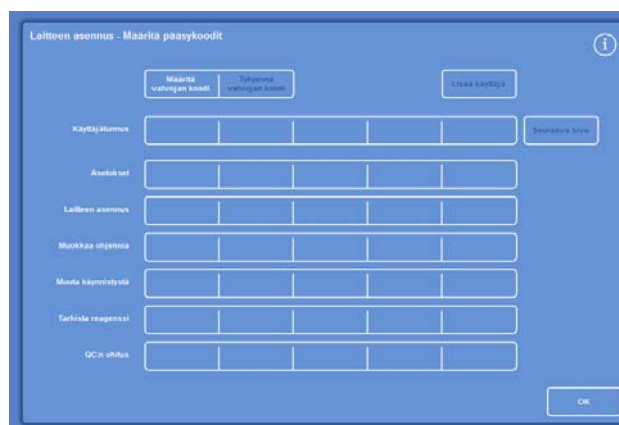 Laitteen asennus - Määritä pääsykoodit
Määritä valvojan koodi
Tyhjennä valvojan koodi
Lisää käyttäjä
Käyttäjätunnus
Seuraava sivu
Asetukset
Laitteen asennus
Muokkaa ohjelmia
Muuta käynnistystä
Tarkista reagenssi
QC:n ohitus
OK